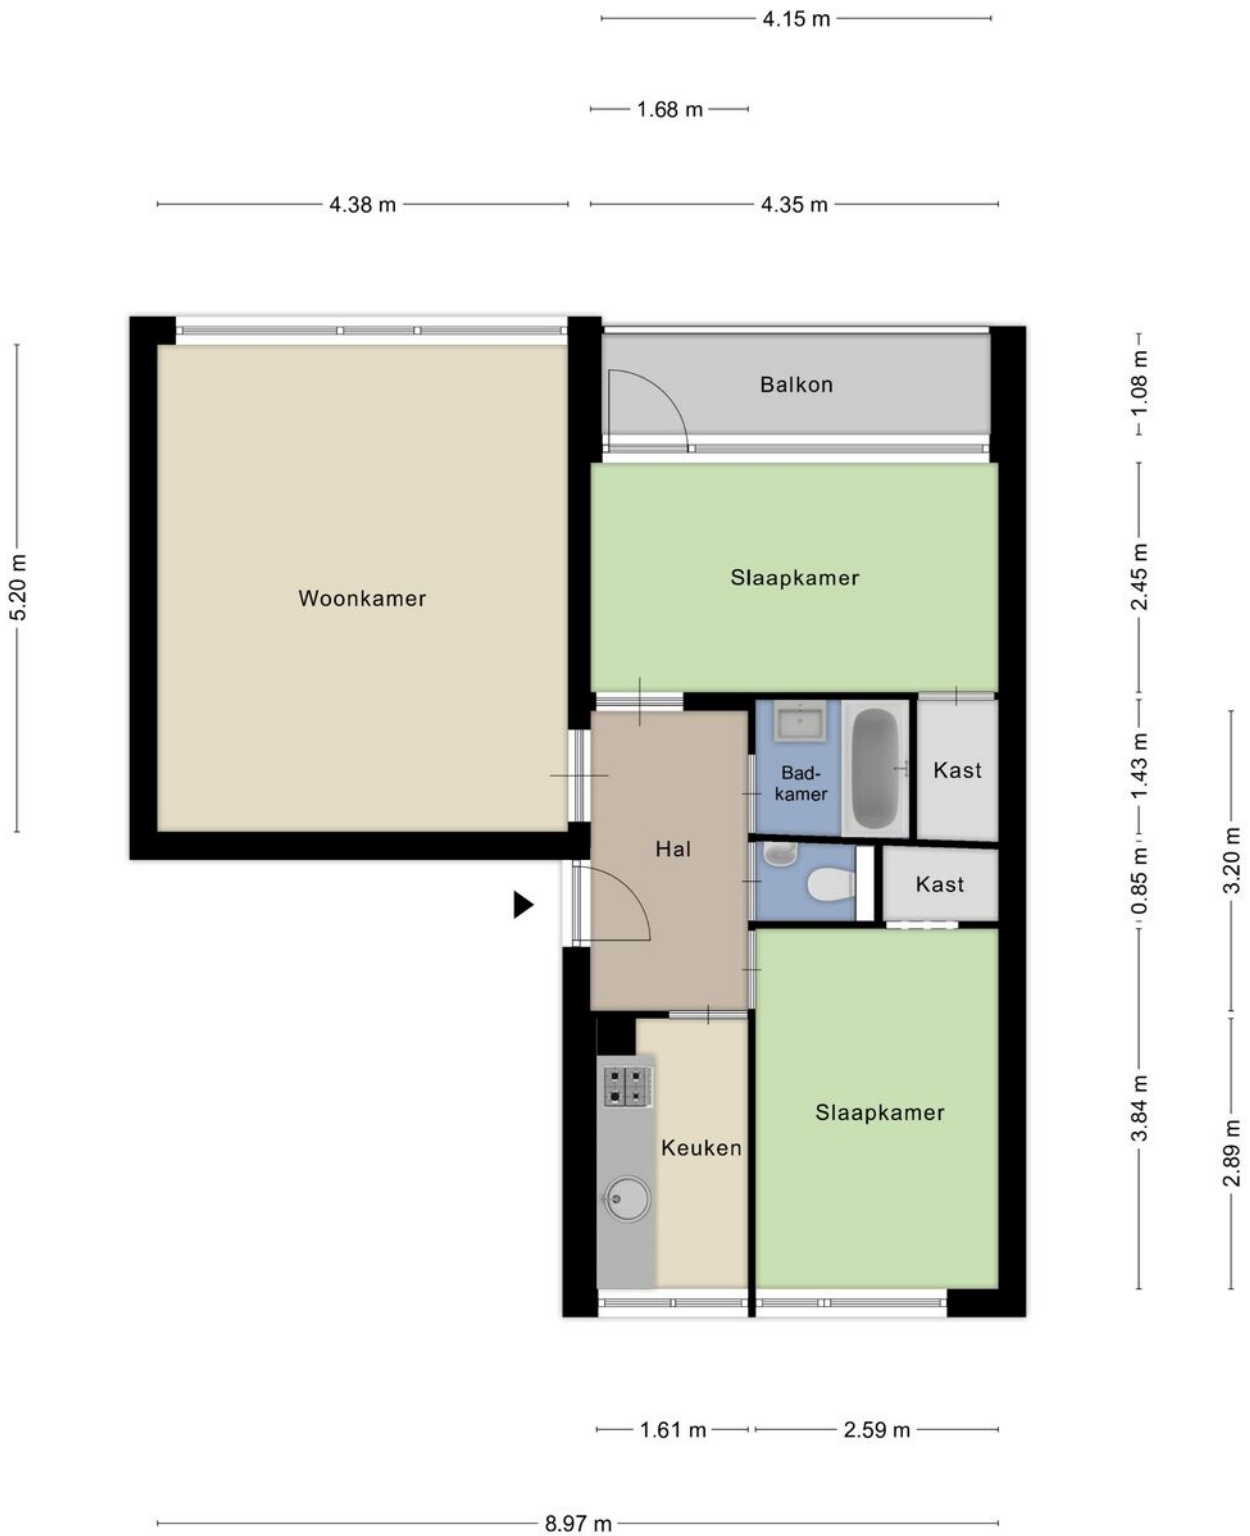 4.15 m
1.68 m
4.38 m
4.35 m
Balkon
1.08 m
5.20 m
Woonkamer
Slaapkamer
2.45 m
Bad-
kamer
Kast
1.43 m
Hal
Kast
0.85 m
3.20 m
Keuken
Slaapkamer
3.84 m
2.89 m
1.61 m
2.59 m
8.97 m